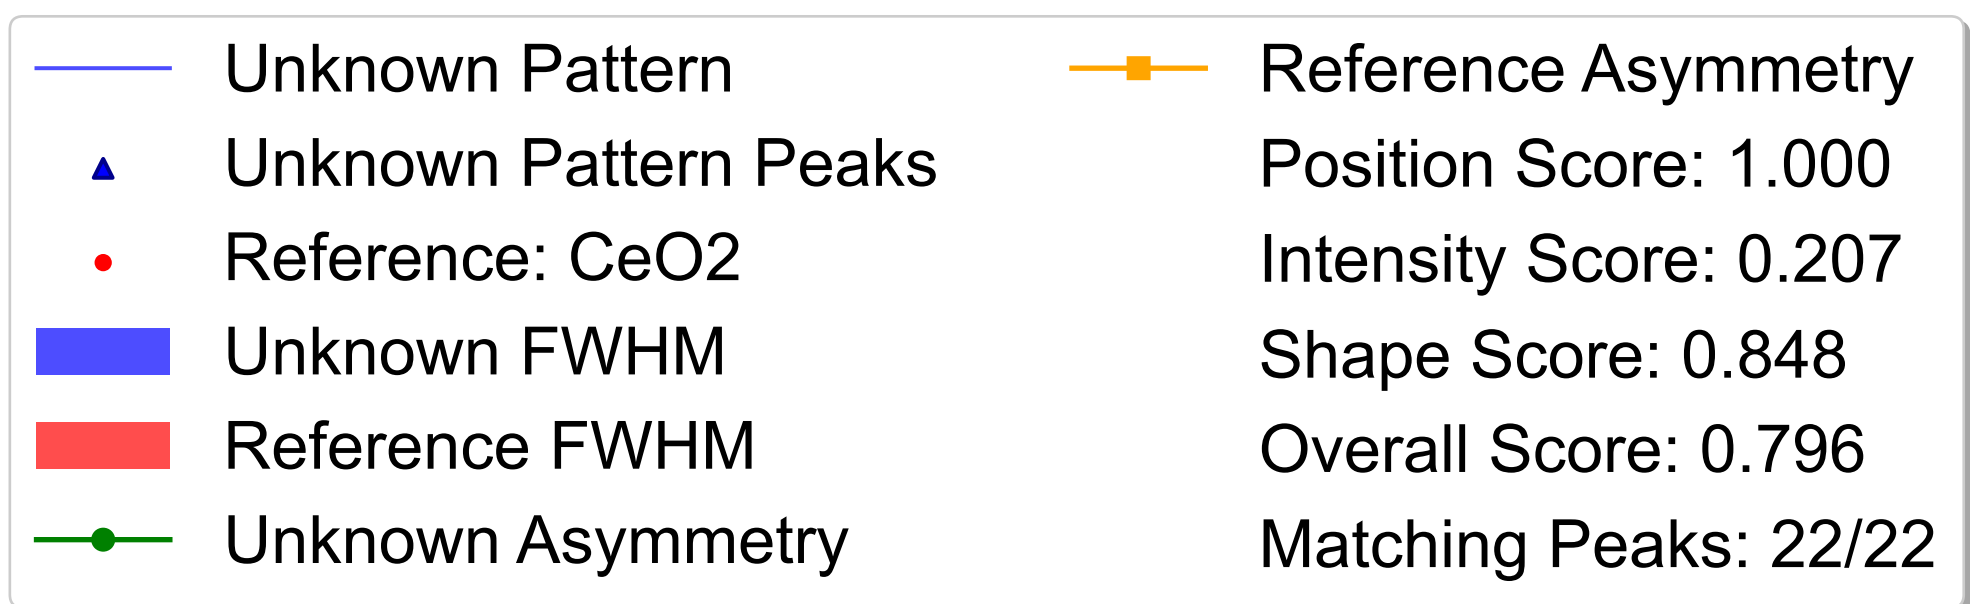 Unknown Pattern
Unknown Pattern Peaks
Reference: CeO2
Unknown FWHM
Reference FWHM
Unknown Asymmetry
Reference Asymmetry
Position Score: 1.000
Intensity Score: 0.207
Shape Score: 0.848
Overall Score: 0.796
Matching Peaks: 22/22